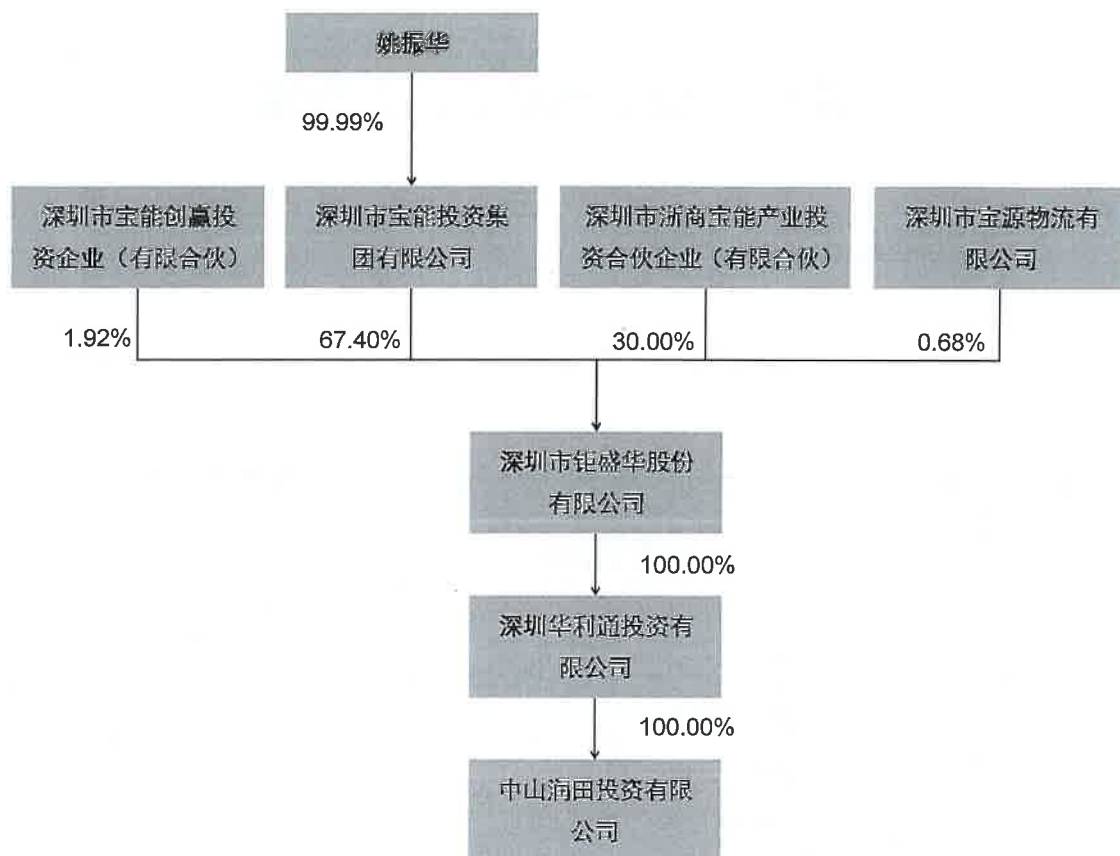 姚振华
99.99%
深圳市宝能创赢投
资企业（有限合伙）
深圳市宝能投资集
团有限公司
深圳市浙商宝能产业投
资合伙企业（有限合伙）
深圳市宝源物流有
限公司
1.92%
67.40%
30.00%
0.68%
深圳市钜盛华股份
有限公司
100.00%
深圳华利通投资有
限公司
100.00%
中山润田投资有限
公司